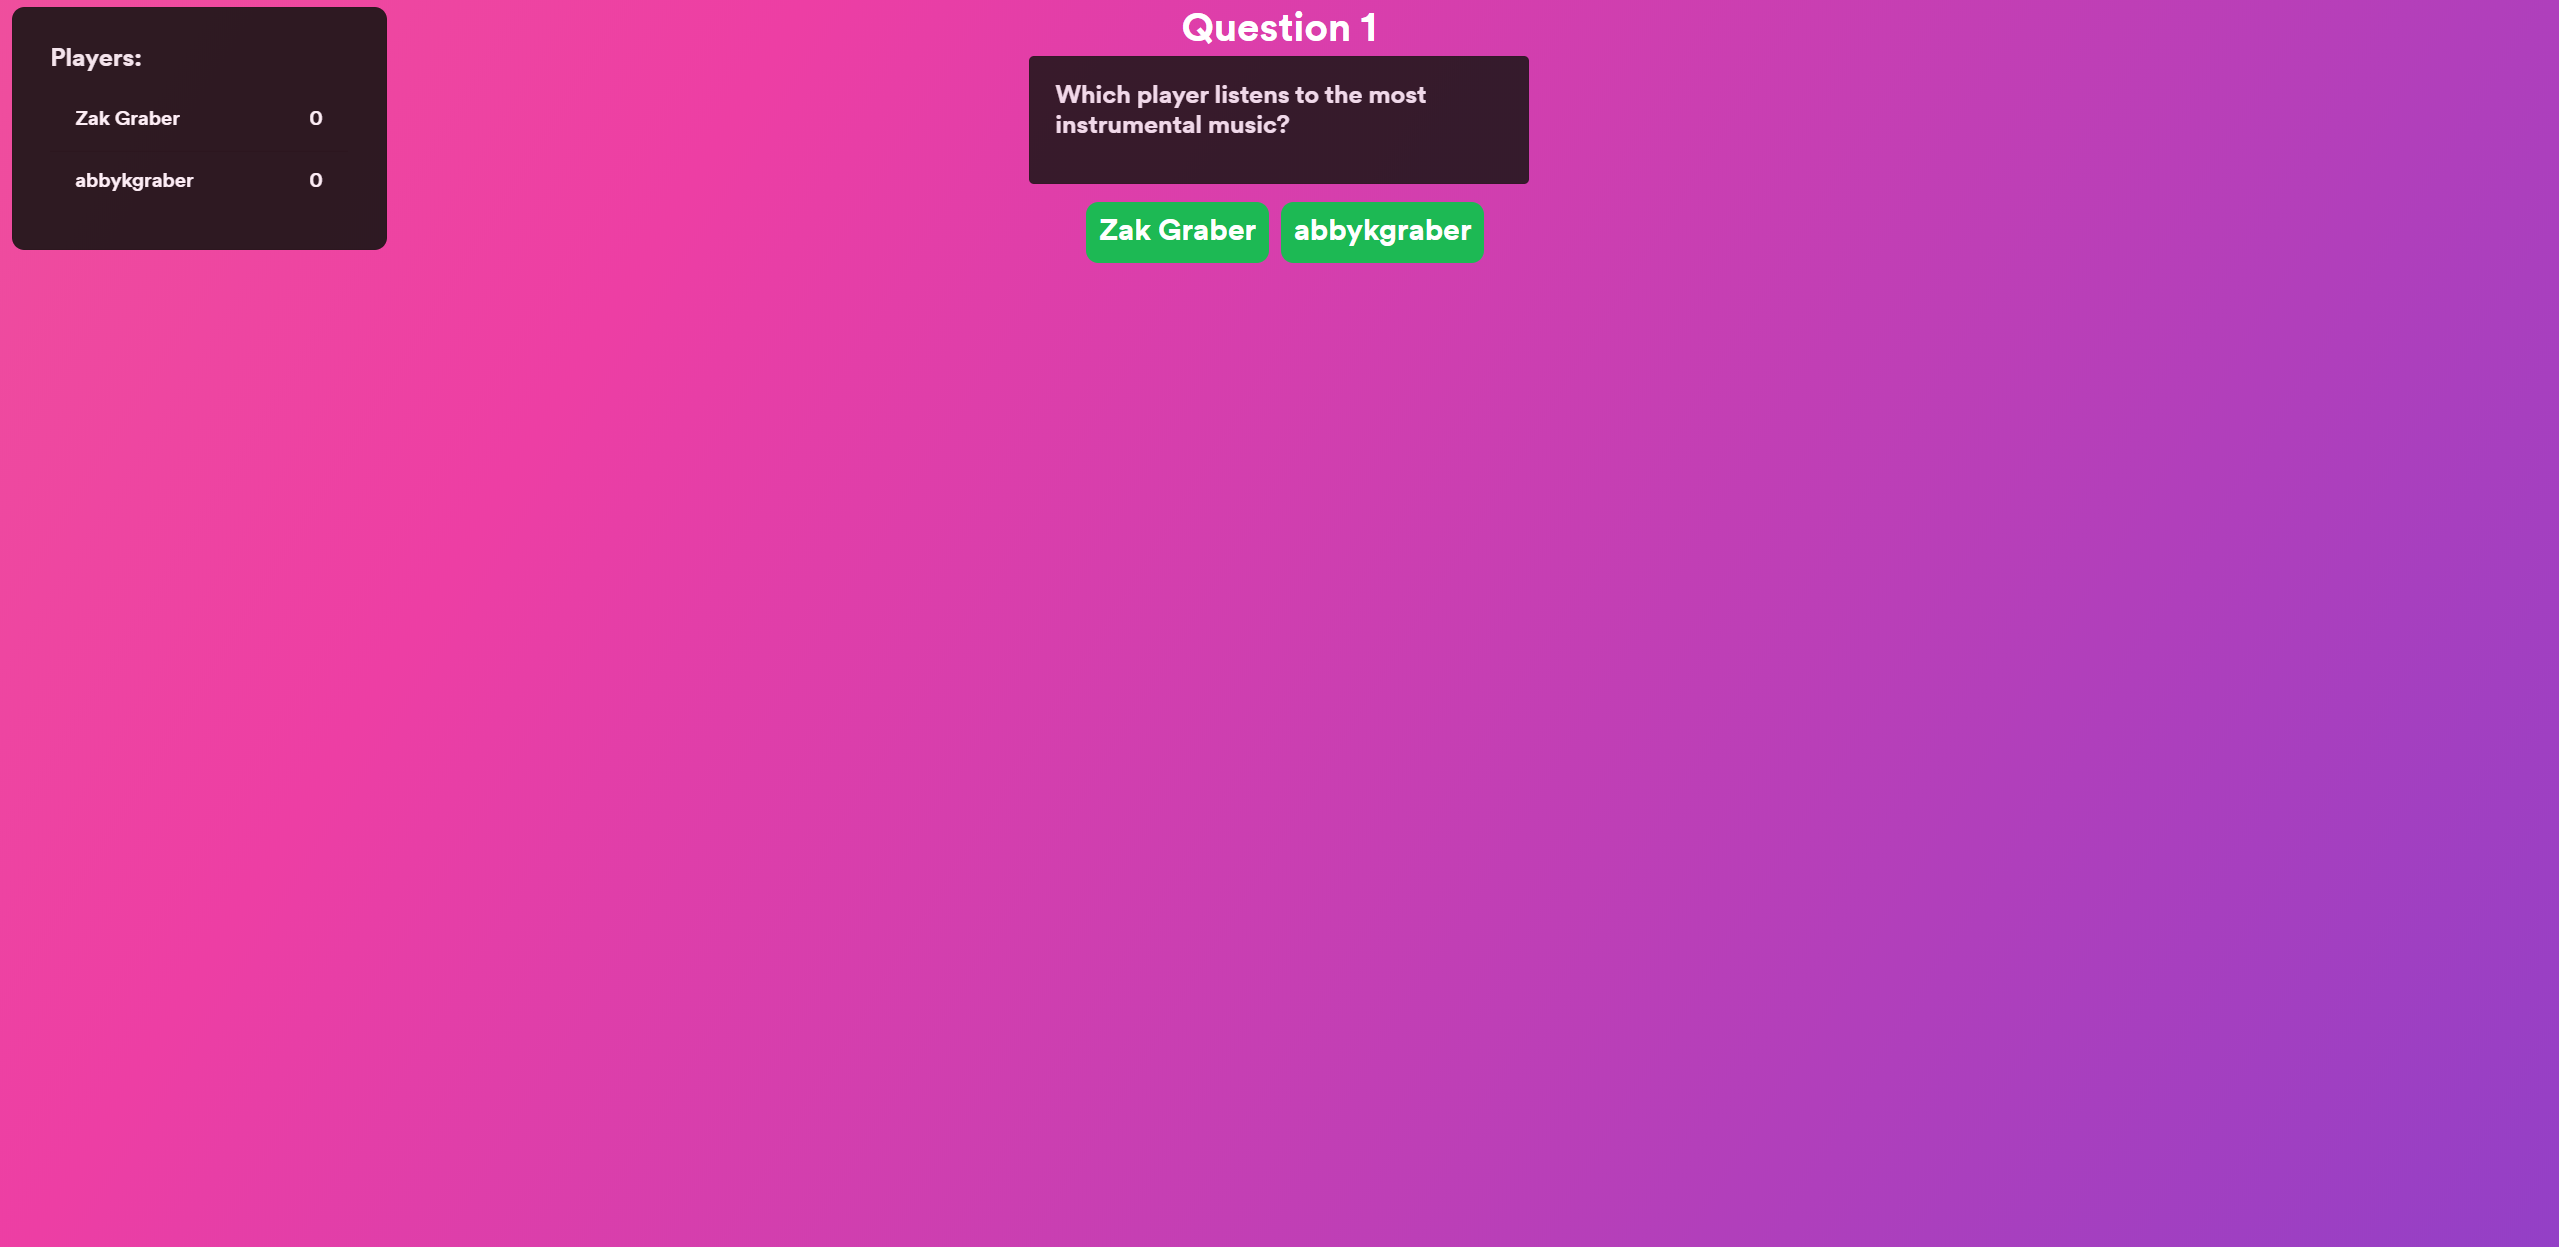 Players:
Zak Graber 0
abbykgraber 0
Question 1
Which player listens to the most
instrumental music?
Zak Graber abbykgraber